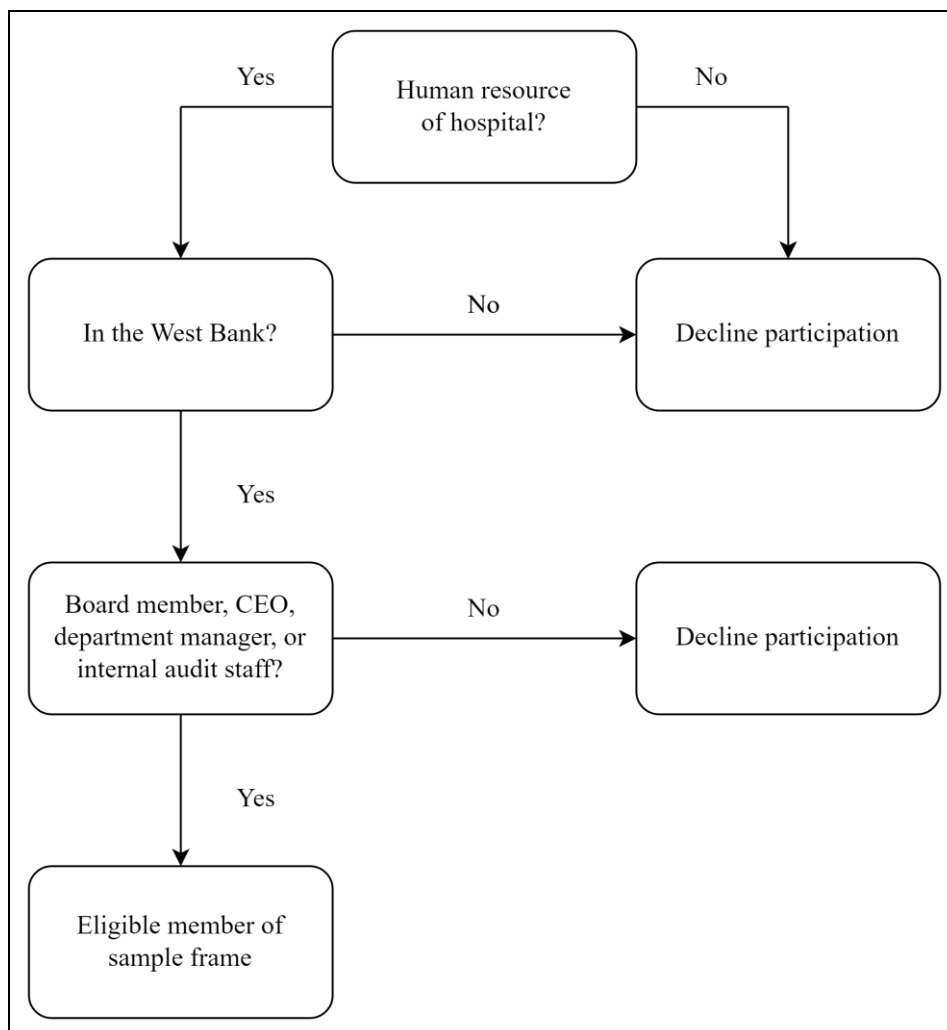 Yes
Human resource
of hospital?
No
In the West Bank?
No
Decline participation
Yes
Board member, CEO,
department manager, or
internal audit staff?
No
Decline participation
Yes
Eligible member of
sample frame